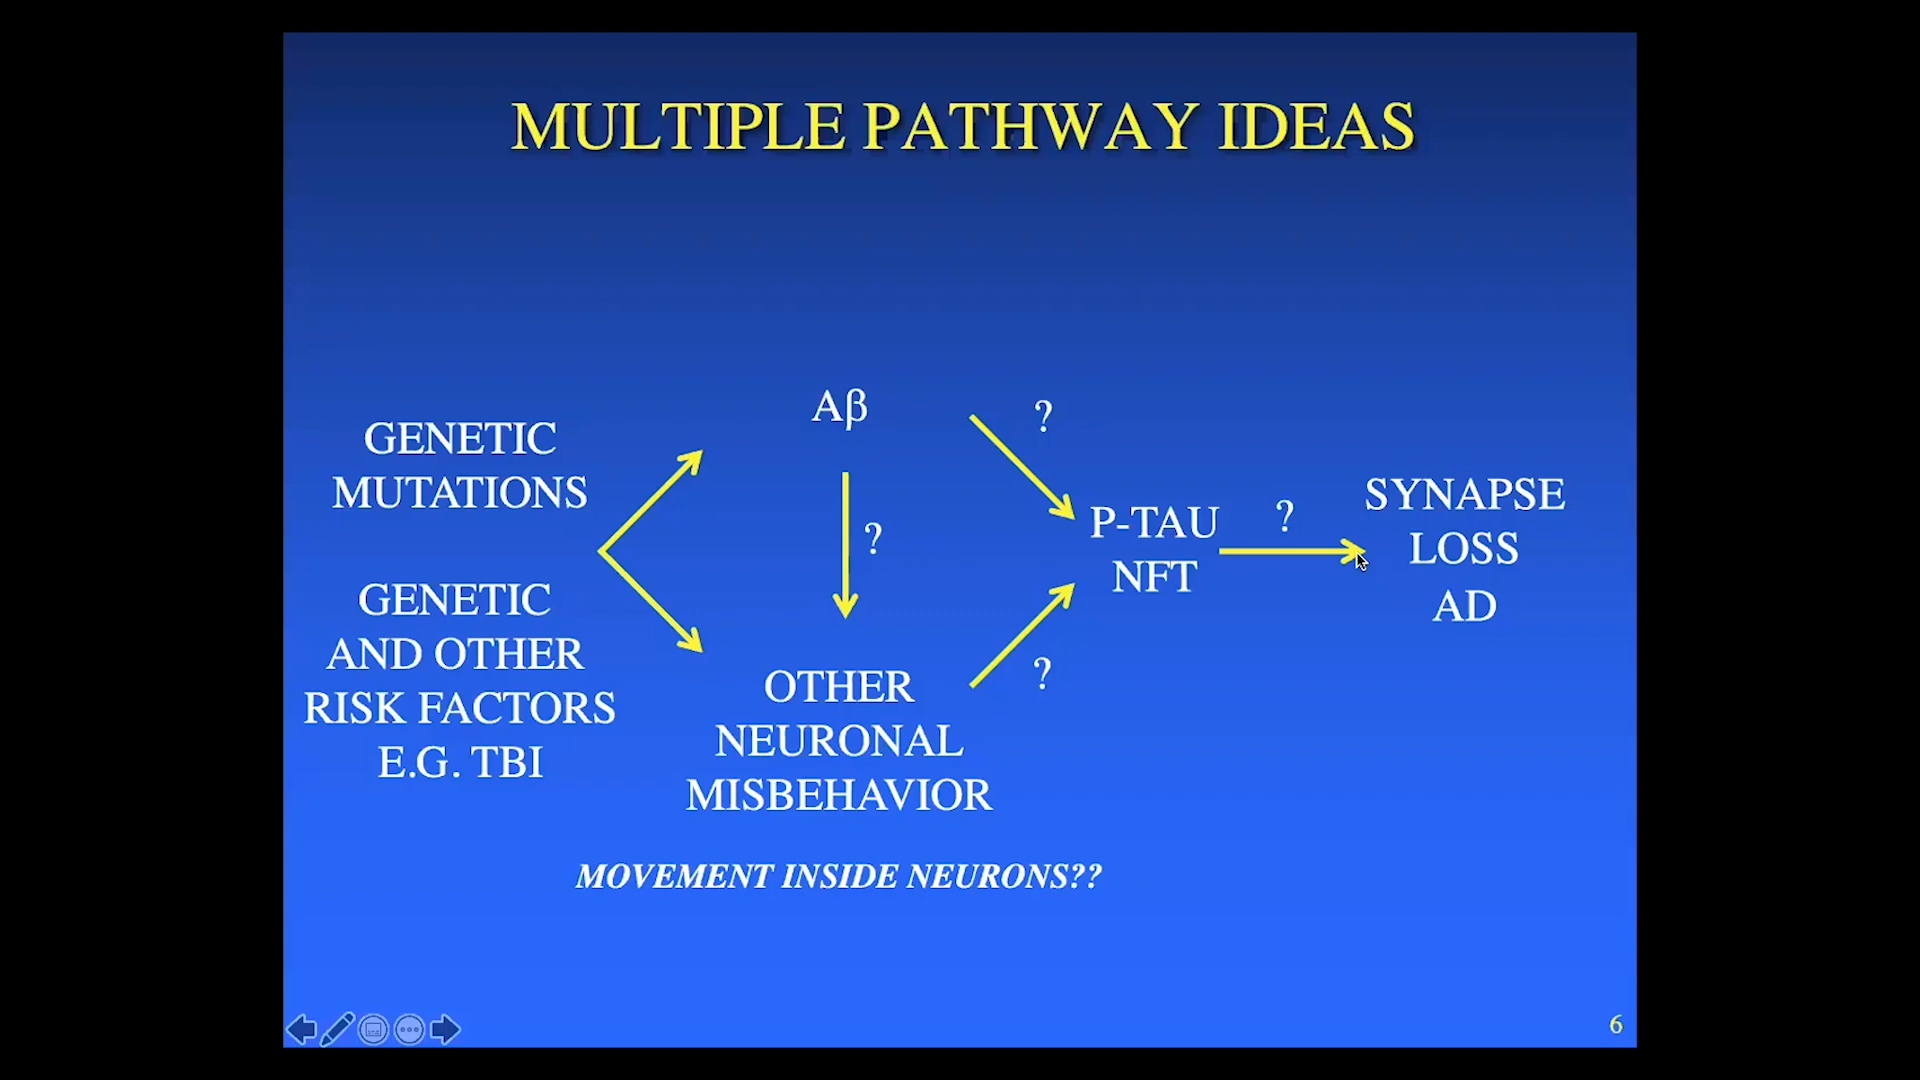 MULTIPLE PATHWAY IDEAS
GENETIC
MUTATIONS
GENETIC
AND OTHER
RISK FACTORS
E.G. TBI
Aβ
?
OTHER
NEURONAL
MISBEHAVIOR
MOVEMENT INSIDE NEURONS??
?
?
P-TAU
NFT
?
SYNAPSE
LOSS
AD
6